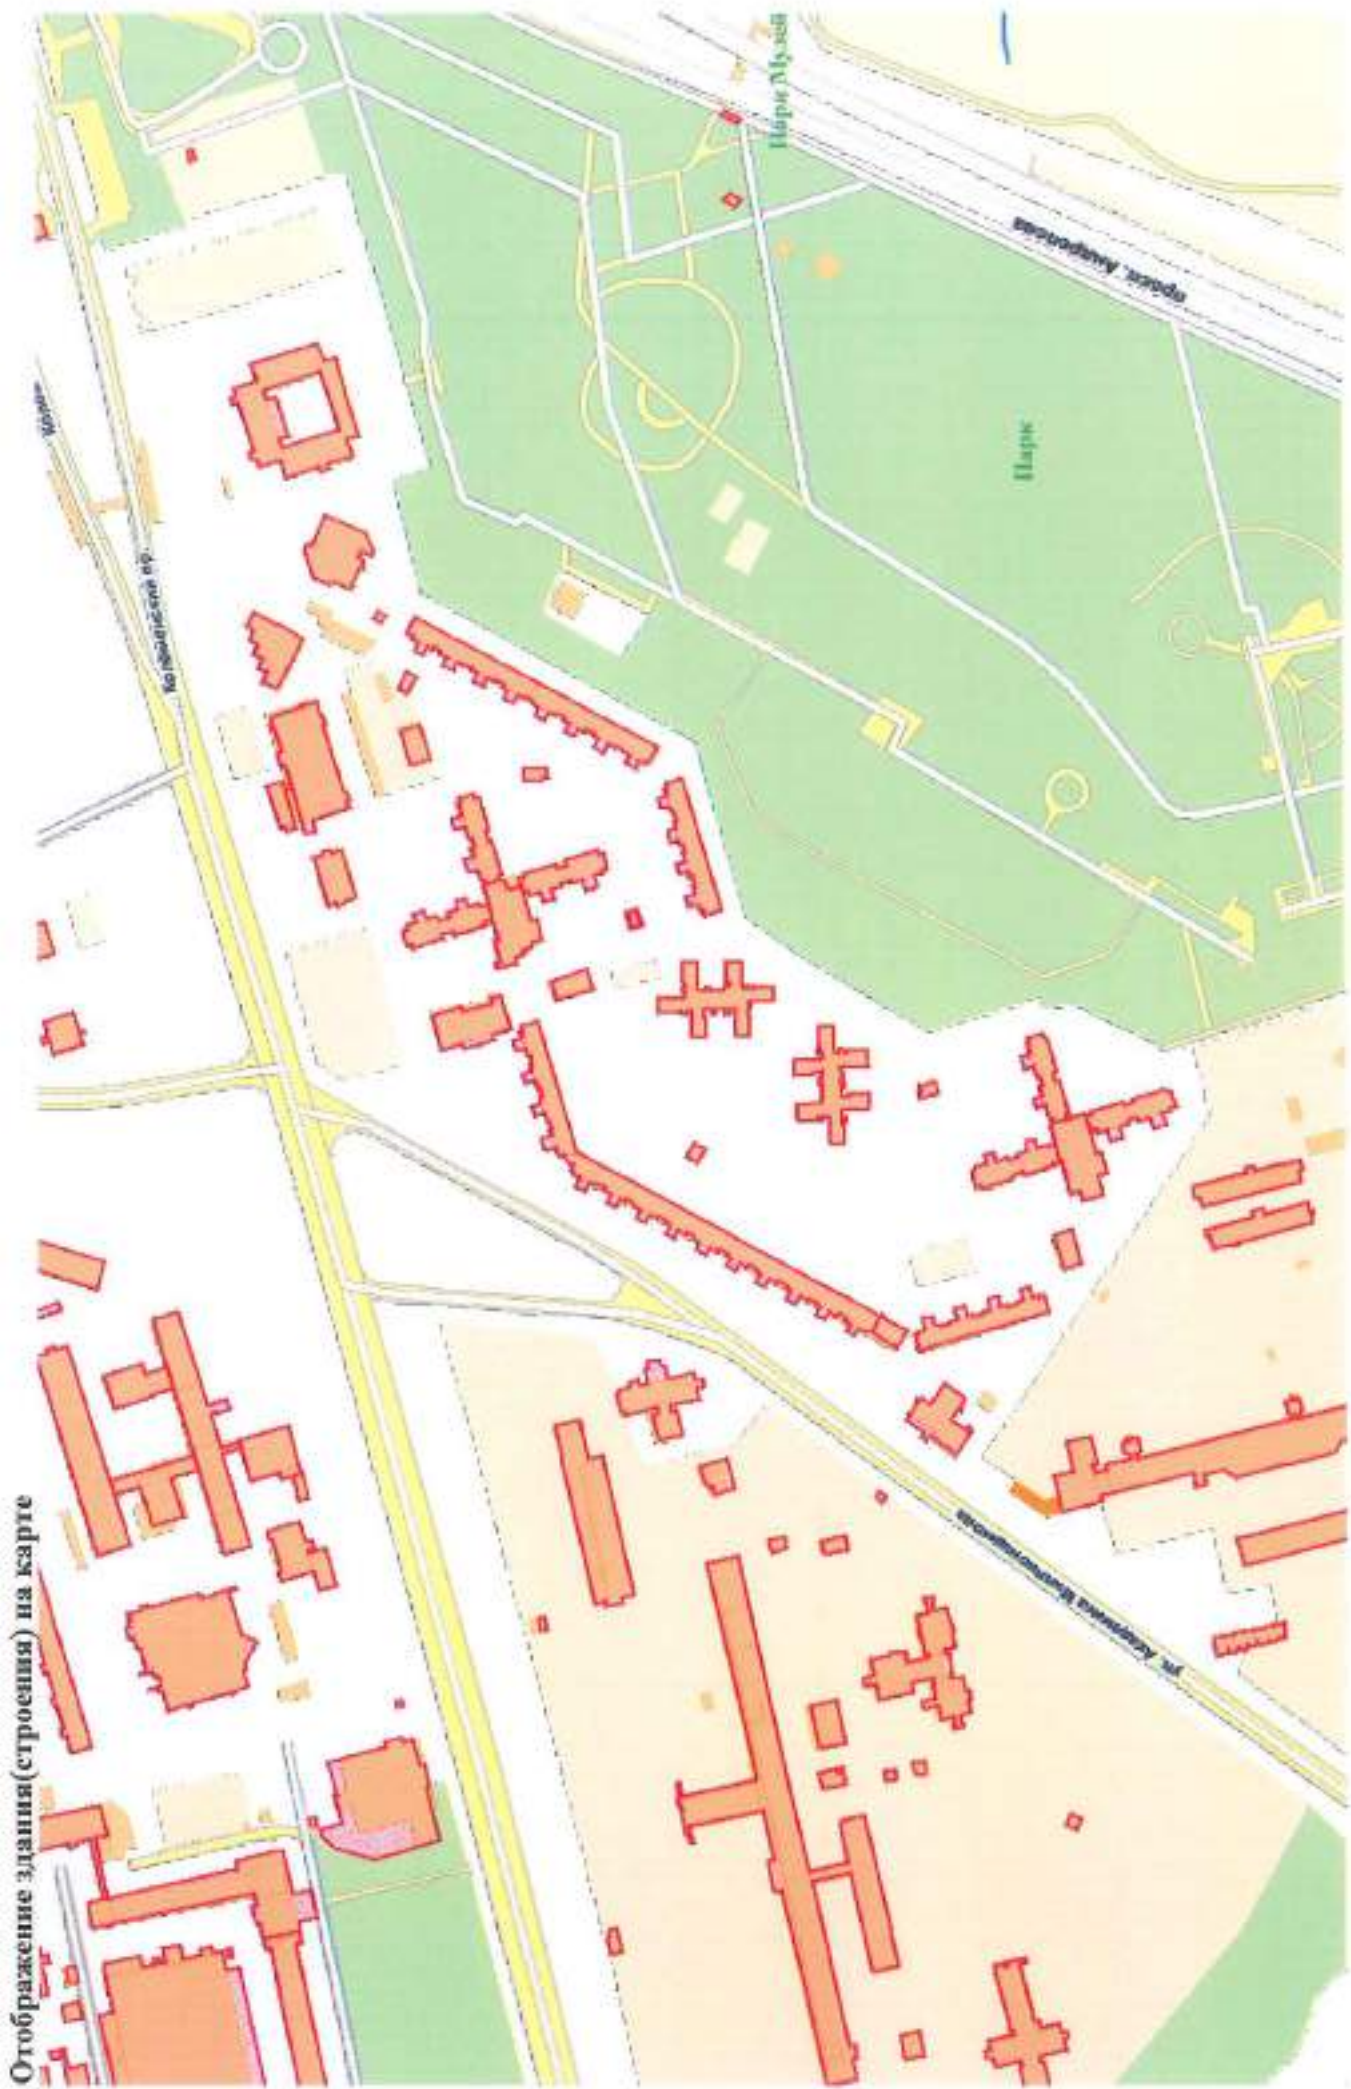 Отображение здания(строения) на карте
Парк Музей
просп. Андропова
Парк
Коломенский пр.
ул. Академика Миллионщикова